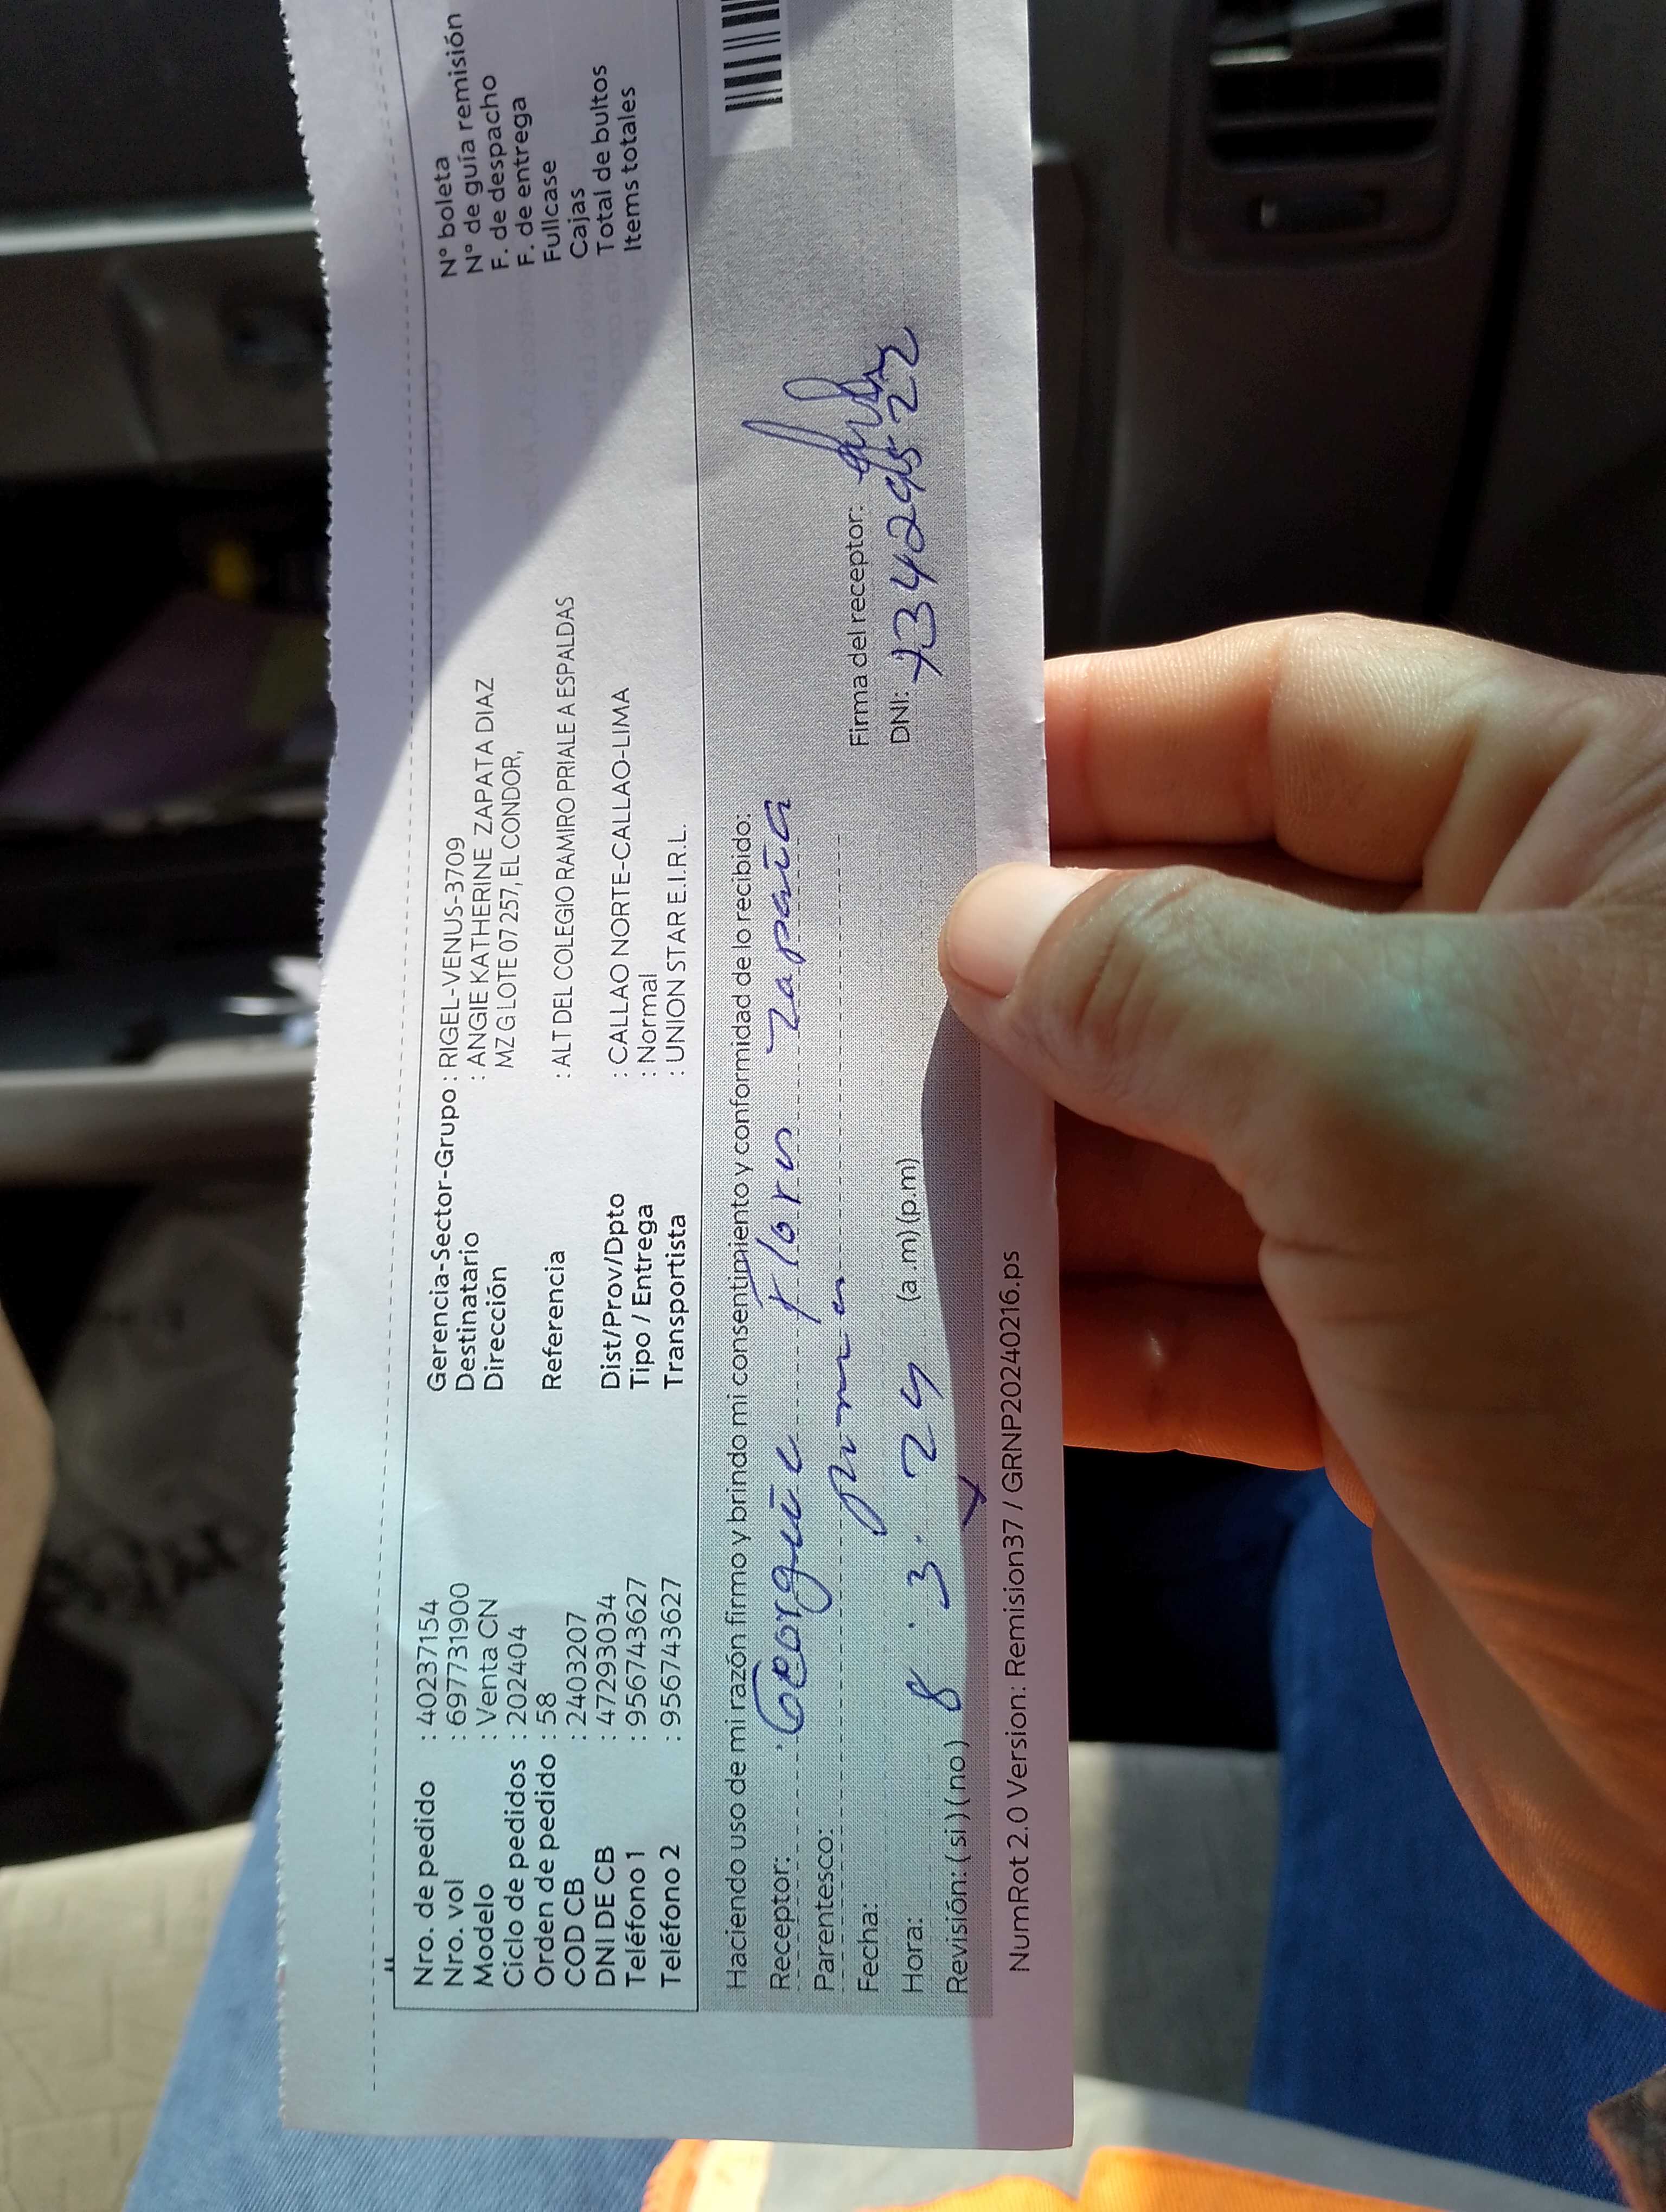 Nro. de pedido : 40237154
Nro. vol : 697731900
Modelo : Venta CN
Ciclo de pedidos : 202404
Orden de pedido : 58
COD CB : 2403207
DNI DE CB : 47293034
Teléfono 1 : 956743627
Teléfono 2 : 956743627
Gerencia-Sector-Grupo : RIGEL-VENUS-3709
Destinatario : ANGIE KATHERINE ZAPATA DIAZ
Dirección MZ G LOTE 07 257, EL CONDOR,
Referencia : ALT DEL COLEGIO RAMIRO PRIALE A ESPALDAS
Dist/Prov/Dpto : CALLAO NORTE-CALLAO-LIMA
Tipo / Entrega : Normal
Transportista : UNION STAR E.I.R.L.
N° boleta
N° de guía remisión
F. de despacho
F. de entrega
Fullcase
Cajas
Total de bultos
Items totales
Haciendo uso de mi razón firmo y brindo mi consentimiento y conformidad de lo recibido:
Receptor: Zapata
Parentesco:
Fecha: 8 . 3 . 24
Hora: (a .m) (p.m)
Revisión: ( si ) ( no )
Firma del receptor:
DNI:
NumRot 2.0 Version: Remision37 / GRNP20240216.ps